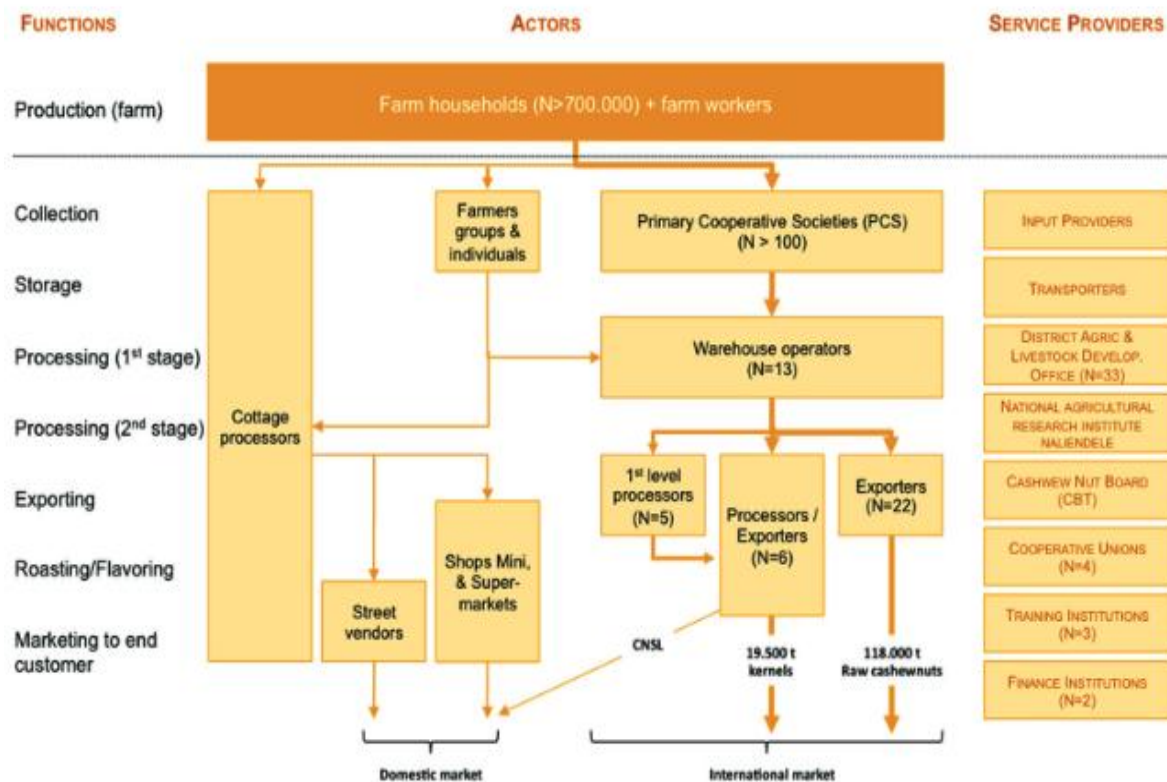 FUNCTIONS
ACTORS
SERVICE PROVIDERS
Production (farm)
Farm households (N>700.000) + farm workers
Collection
Storage
Processing (1st stage)
Processing (2nd stage)
Exporting
Roasting/Flavoring
Marketing to end
customer
Cottage
processors
Farmers
groups &
individuals
Primary Cooperative Societies (PCS)
(N > 100)
Warehouse operators
(N=13)
1st level
processors
(N=5)
Processors /
Exporters
(N=6)
Exporters
(N=22)
Street
vendors
Shops Mini,
& Super-
markets
CNSL
19.500 t
kernels
118.000 t
Raw cashewnuts
Domestic market
International market
INPUT PROVIDERS
TRANSPORTERS
DISTRICT AGRIC &
LIVESTOCK DEVELOP.
OFFICE (N=33)
NATIONAL AGRICULTURAL
RESEARCH INSTITUTE
NALIENDELE
CASHWEW NUT BOARD
(CBT)
COOPERATIVE UNIONS
(N=4)
TRAINING INSTITUTIONS
(N=3)
FINANCE INSTITUTIONS
(N=2)